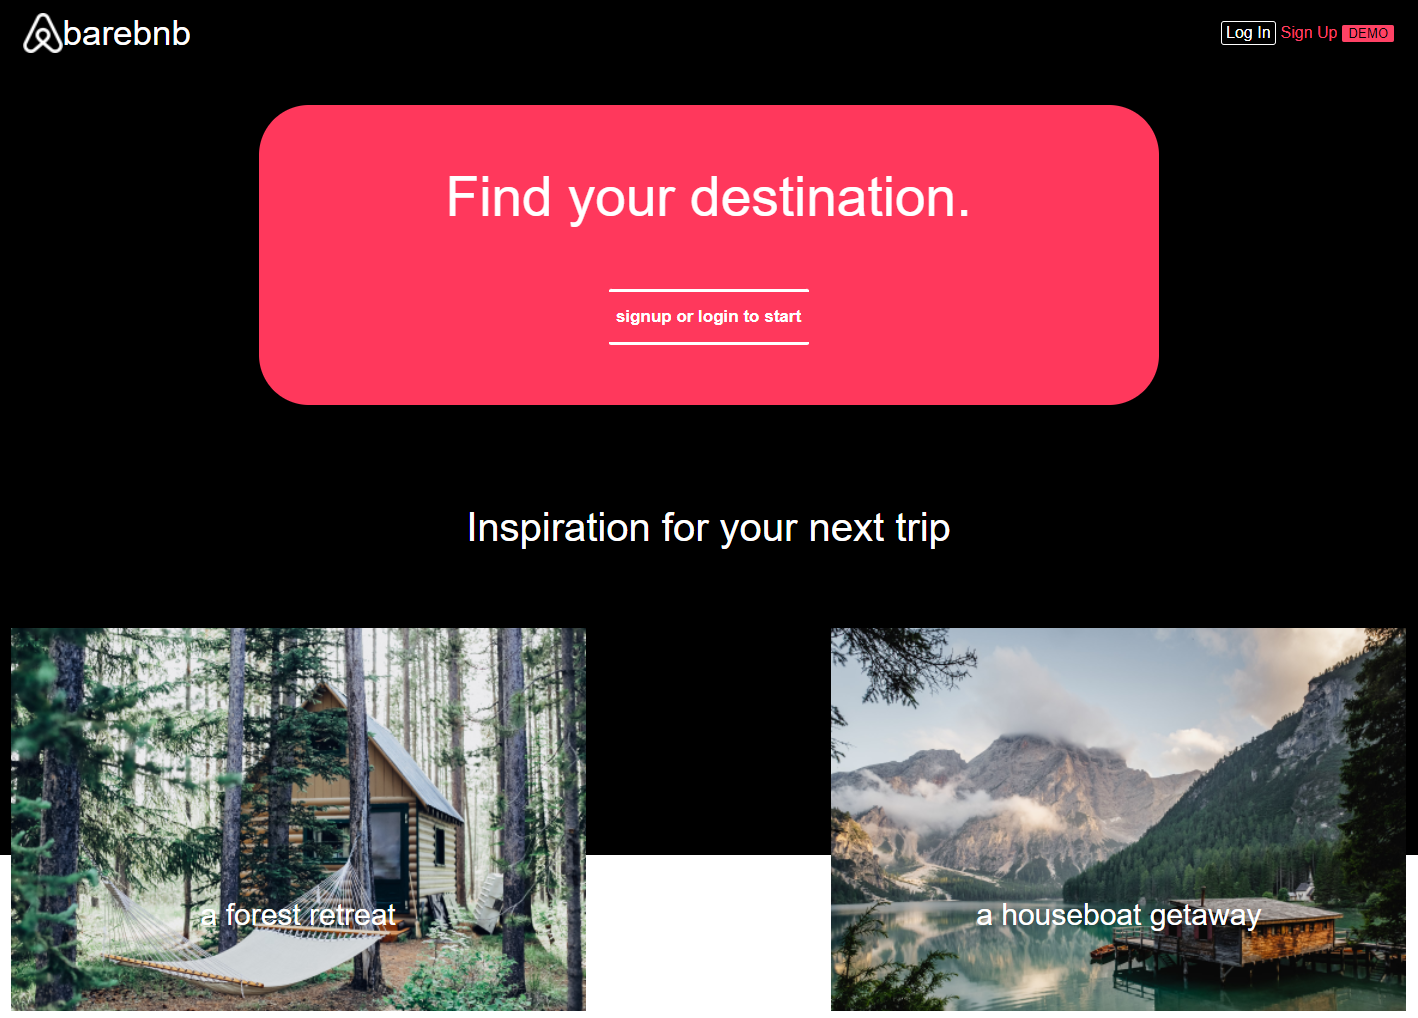 barebnb
Log In Sign Up DEMO
Find your destination.
signup or login to start
Inspiration for your next trip
a forest retreat
a houseboat getaway